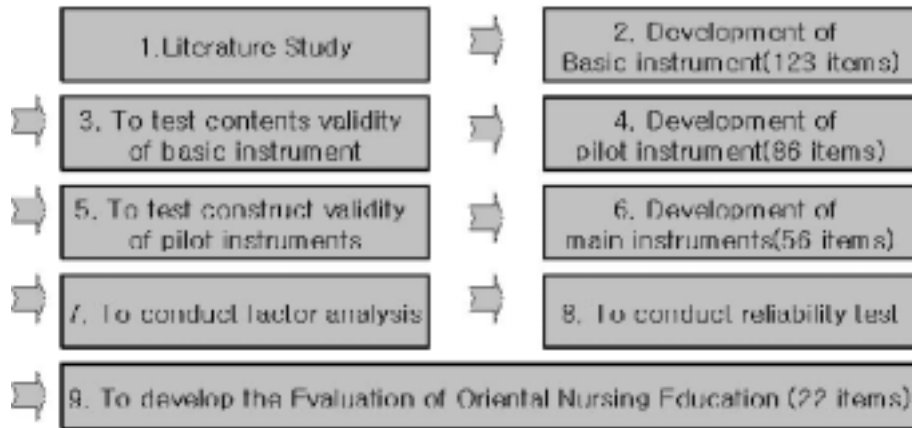 1.Literature Study
2. Development of
Basic instrument(123 items)
3. To test contents validity
of basic instrument
4. Development of
pilot instrument(86 items)
5. To test construct validity
of pilot instruments
6. Development of
main instruments(56 items)
7. To conduct factor analysis
8. To conduct reliability test
9. To develop the Evaluation of Oriental Nursing Education (22 items)